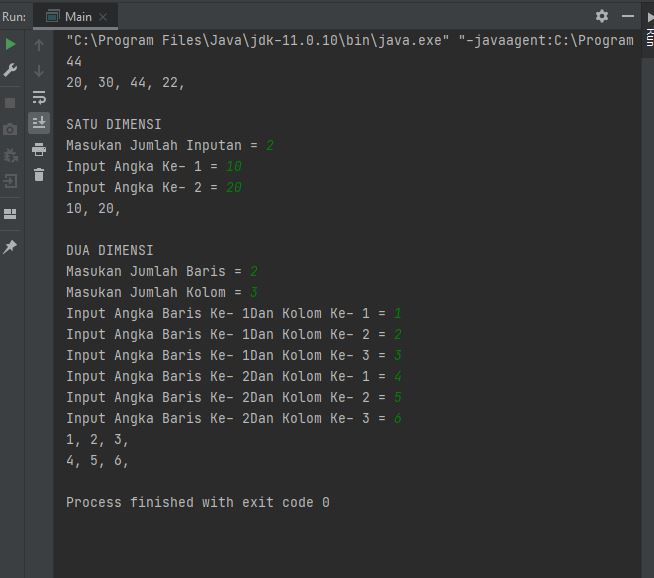 Run: Main
"C:\Program Files\Java\jdk-11.0.10\bin\java.exe" "-javaagent:C:\Program
44
20, 30, 44, 22,
SATU DIMENSI
Masukan Jumlah Inputan = 2
Input Angka Ke- 1 = 10
Input Angka Ke- 2 = 20
10, 20,
DUA DIMENSI
Masukan Jumlah Baris = 2
Masukan Jumlah Kolom = 3
Input Angka Baris Ke- 1Dan Kolom Ke- 1 = 1
Input Angka Baris Ke- 1Dan Kolom Ke- 2 = 2
Input Angka Baris Ke- 1Dan Kolom Ke- 3 = 3
Input Angka Baris Ke- 2Dan Kolom Ke- 1 = 4
Input Angka Baris Ke- 2Dan Kolom Ke- 2 = 5
Input Angka Baris Ke- 2Dan Kolom Ke- 3 = 6
1, 2, 3,
4, 5, 6,
Process finished with exit code 0
Run